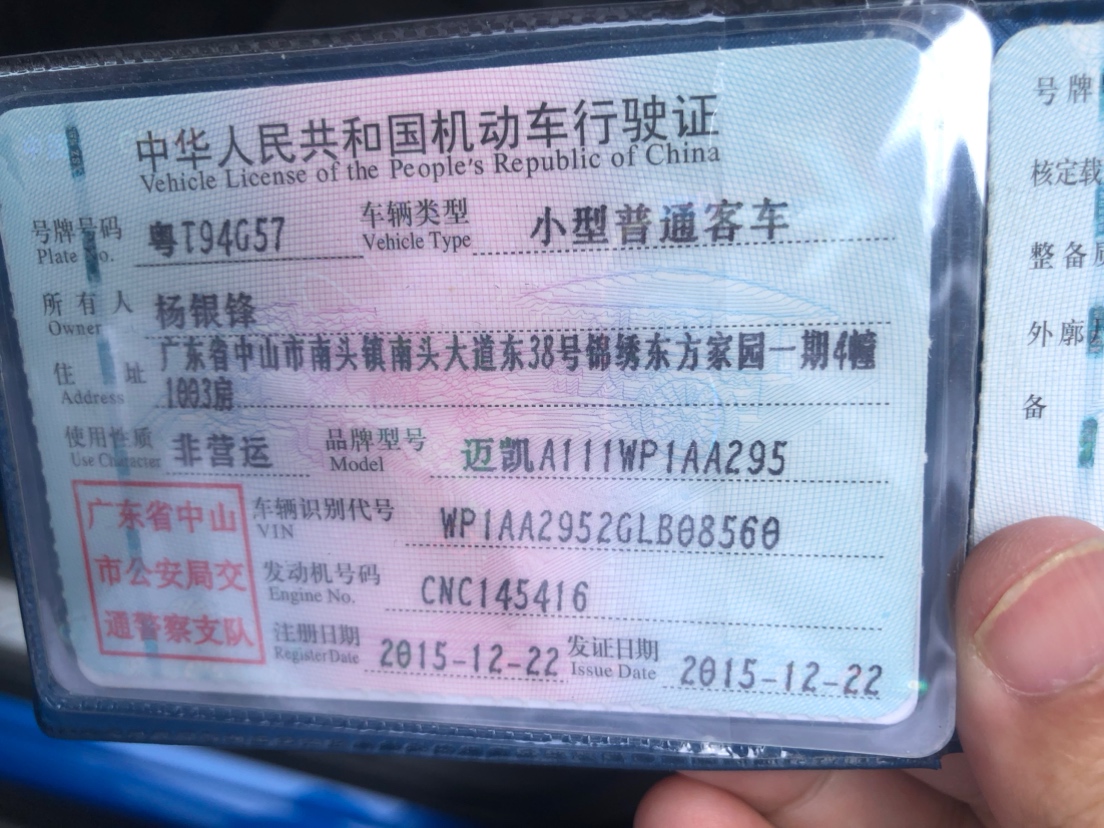 中华人民共和国机动车行驶证
Vehicle License of the People's Republic of China
号牌号码 粤T94G57 车辆类型 小型普通客车
Plate No. Vehicle Type
所有人 杨银锋
Owner
住址 广东省中山市南头镇南头大道东38号锦绣东方家园一期4幢
Address 1003房
使用性质 非营运 品牌型号 迈凯A111WP1AA295
Use Character Model
广东省中山
市公安局交
通警察支队
车辆识别代号 WP1AA2952GLB08560
VIN
发动机号码 CNC145416
Engine No.
注册日期 2015-12-22 发证日期 2015-12-22
Register Date Issue Date
号牌
核定载
整备质
外廓
备